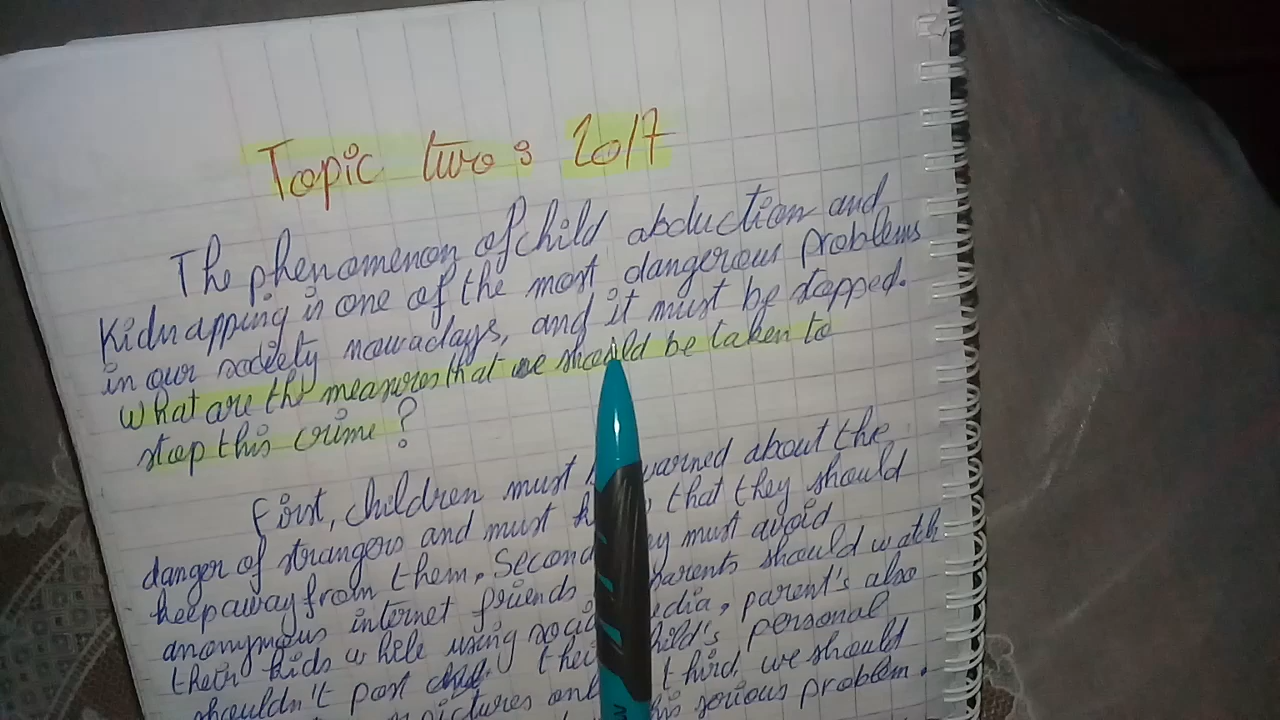 Topic two : 2017
The phenomenon of child abduction and
Kidnapping is one of the most dangerous problems
in our society nowadays, and it must be stopped.
What are the measures that we should be taken to
stop this crime?
First, children must warned about the
danger of strangers and must that they should
keep away from them. Second must avoid
anonymous internet friends parents should watch
their kids while using parent's also
shouldn't post personal
pictures third, we should
serious problem.